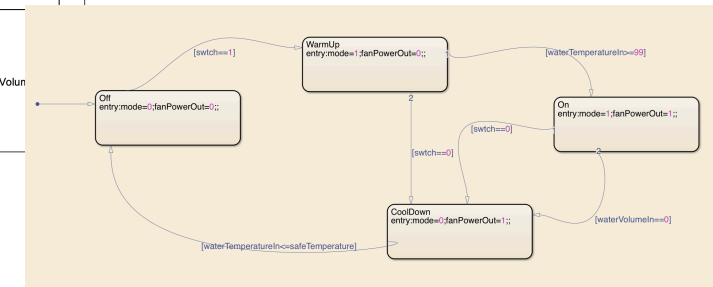 WarmUp
entry:mode=1;fanPowerOut=0;;
[swtch==1]
[waterTemperatureIn>=99]
Off
entry:mode=0;fanPowerOut=0;;
2
On
entry:mode=1;fanPowerOut=1;;
[swtch==0]
[swtch==0]
2
CoolDown
entry:mode=0;fanPowerOut=1;;
[waterVolumeIn==0]
[waterTemperatureIn<=safeTemperature]